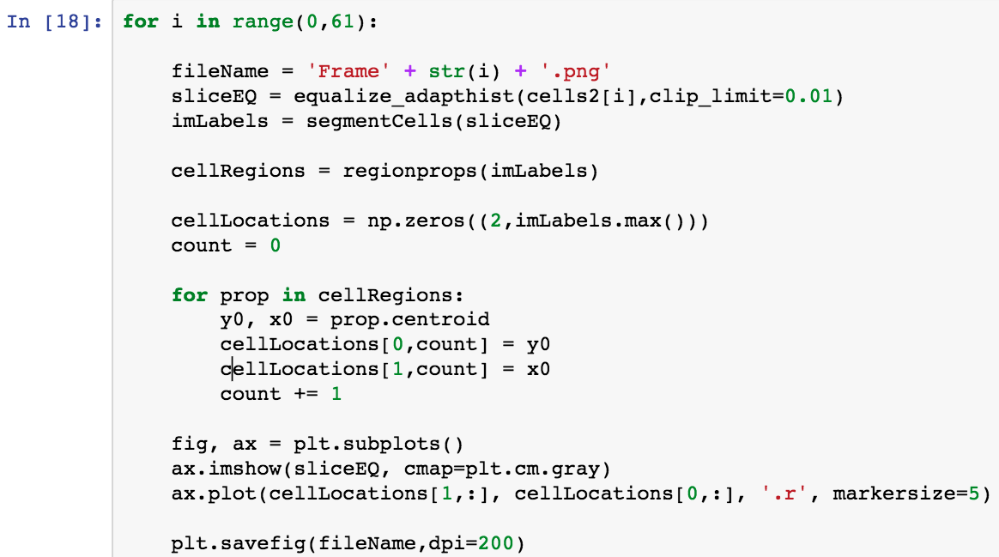 In [18]: for i in range(0,61):
fileName = 'Frame' + str(i) + '.png'
sliceEQ = equalize_adapthist(cells2[i],clip_limit=0.01)
imLabels = segmentCells(sliceEQ)
cellRegions = regionprops(imLabels)
cellLocations = np.zeros((2,imLabels.max()))
count = 0
for prop in cellRegions:
y0, x0 = prop.centroid
cellLocations[0,count] = y0
cellLocations[1,count] = x0
count += 1
fig, ax = plt.subplots()
ax.imshow(sliceEQ, cmap=plt.cm.gray)
ax.plot(cellLocations[1,:], cellLocations[0,:], '.r', markersize=5)
plt.savefig(fileName,dpi=200)